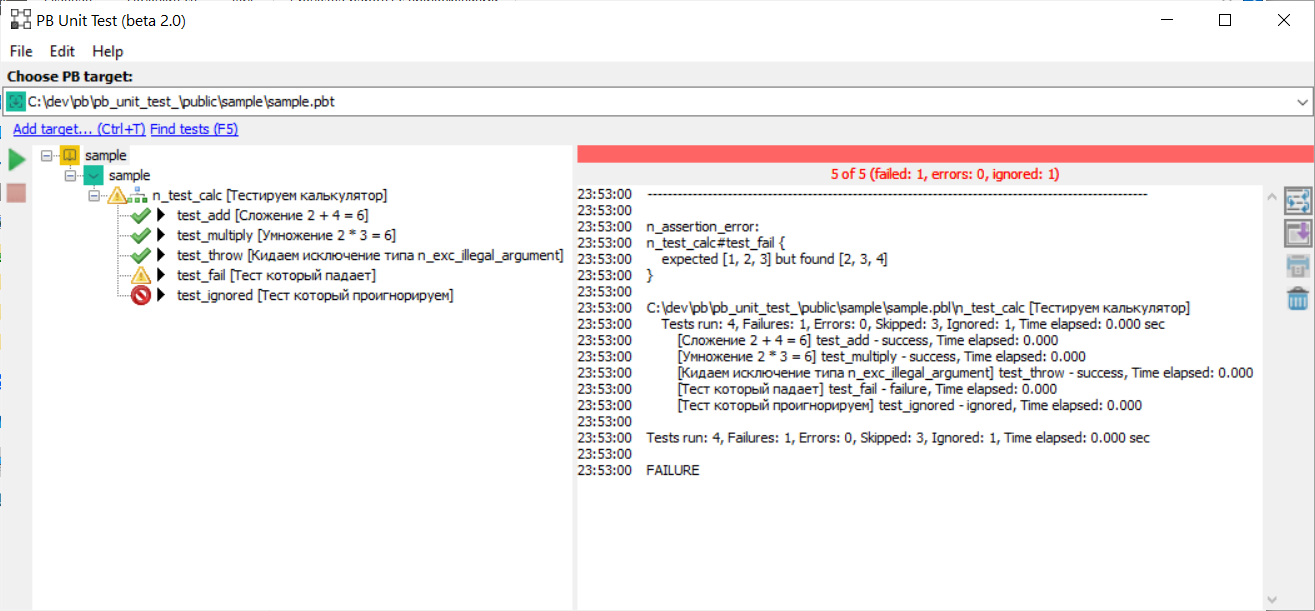 PB Unit Test (beta 2.0)
File Edit Help
Choose PB target:
C:\dev\pb\pb_unit_test_\public\sample\sample.pbt
Add target... (Ctrl+T) Find tests (F5)
sample
sample
n_test_calc [Тестируем калькулятор]
test_add [Сложение 2 + 4 = 6]
test_multiply [Умножение 2 * 3 = 6]
test_throw [Кидаем исключение типа n_exc_illegal_argument]
test_fail [Тест который падает]
test_ignored [Тест который проигнорируем]
5 of 5 (failed: 1, errors: 0, ignored: 1)
23:53:00 ----------------------------------------------------------------------------------------------------
23:53:00
23:53:00 n_assertion_error:
23:53:00 n_test_calc#test_fail {
23:53:00 expected [1, 2, 3] but found [2, 3, 4]
23:53:00 }
23:53:00
23:53:00 C:\dev\pb\pb_unit_test_\public\sample\sample.pbl\n_test_calc [Тестируем калькулятор]
23:53:00 Tests run: 4, Failures: 1, Errors: 0, Skipped: 3, Ignored: 1, Time elapsed: 0.000 sec
23:53:00 [Сложение 2 + 4 = 6] test_add - success, Time elapsed: 0.000
23:53:00 [Умножение 2 * 3 = 6] test_multiply - success, Time elapsed: 0.000
23:53:00 [Кидаем исключение типа n_exc_illegal_argument] test_throw - success, Time elapsed: 0.000
23:53:00 [Тест который падает] test_fail - failure, Time elapsed: 0.000
23:53:00 [Тест который проигнорируем] test_ignored - ignored, Time elapsed: 0.000
23:53:00
23:53:00 Tests run: 4, Failures: 1, Errors: 0, Skipped: 3, Ignored: 1, Time elapsed: 0.000 sec
23:53:00
23:53:00 FAILURE